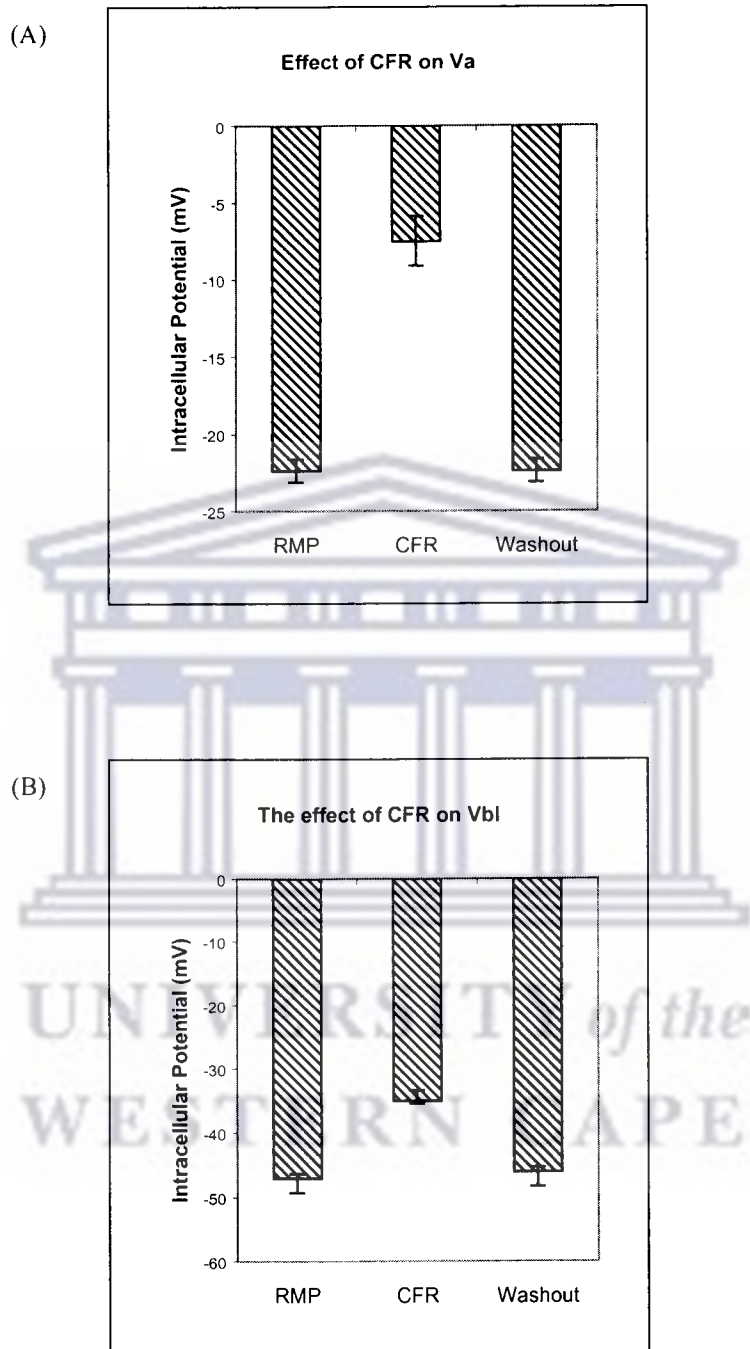 (A)
Effect of CFR on Va
Intracellular Potential (mV)
0
-5
-10
-15
-20
-25
RMP CFR Washout
(B)
The effect of CFR on Vbl
Intracellular Potential (mV)
0
-10
-20
-30
-40
-50
-60
RMP CFR Washout
UNIVERSITY of the
WESTERN CAPE